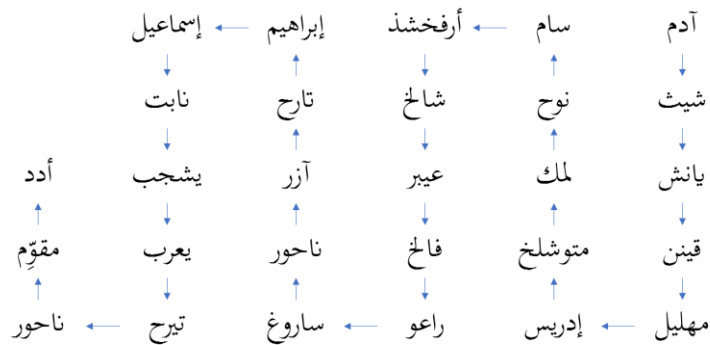 آدم سام أرفخشذ إبراهيم إسماعيل
شيث نوح شالخ تارح نابت
يانش لمك عيبر آزر يشجب أدد
قينن متوشلخ فالخ ناحور يعرب مقوِّم
مهليل إدريس راعو ساروغ تيرح ناحور